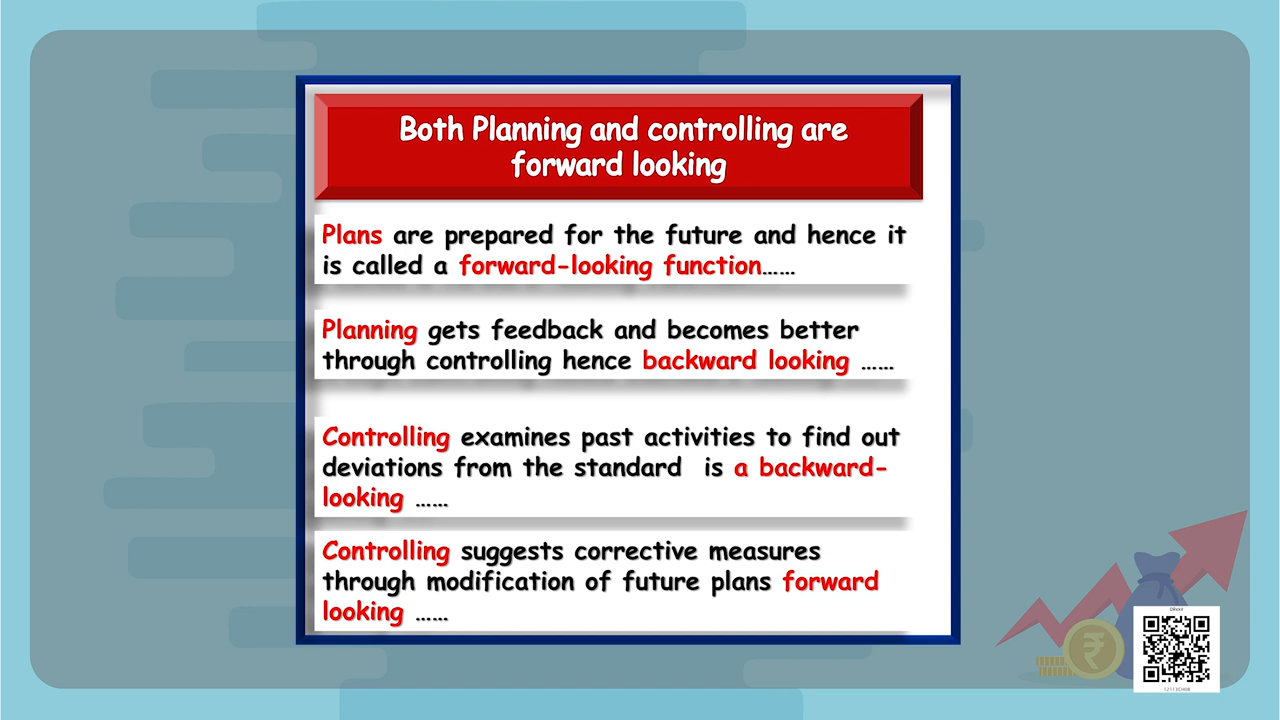 Both Planning and controlling are
forward looking
Plans are prepared for the future and hence it
is called a forward-looking function……
Planning gets feedback and becomes better
through controlling hence backward looking ……
Controlling examines past activities to find out
deviations from the standard is a backward-
looking ……
Controlling suggests corrective measures
through modification of future plans forward
looking ……
₹
12113CH08